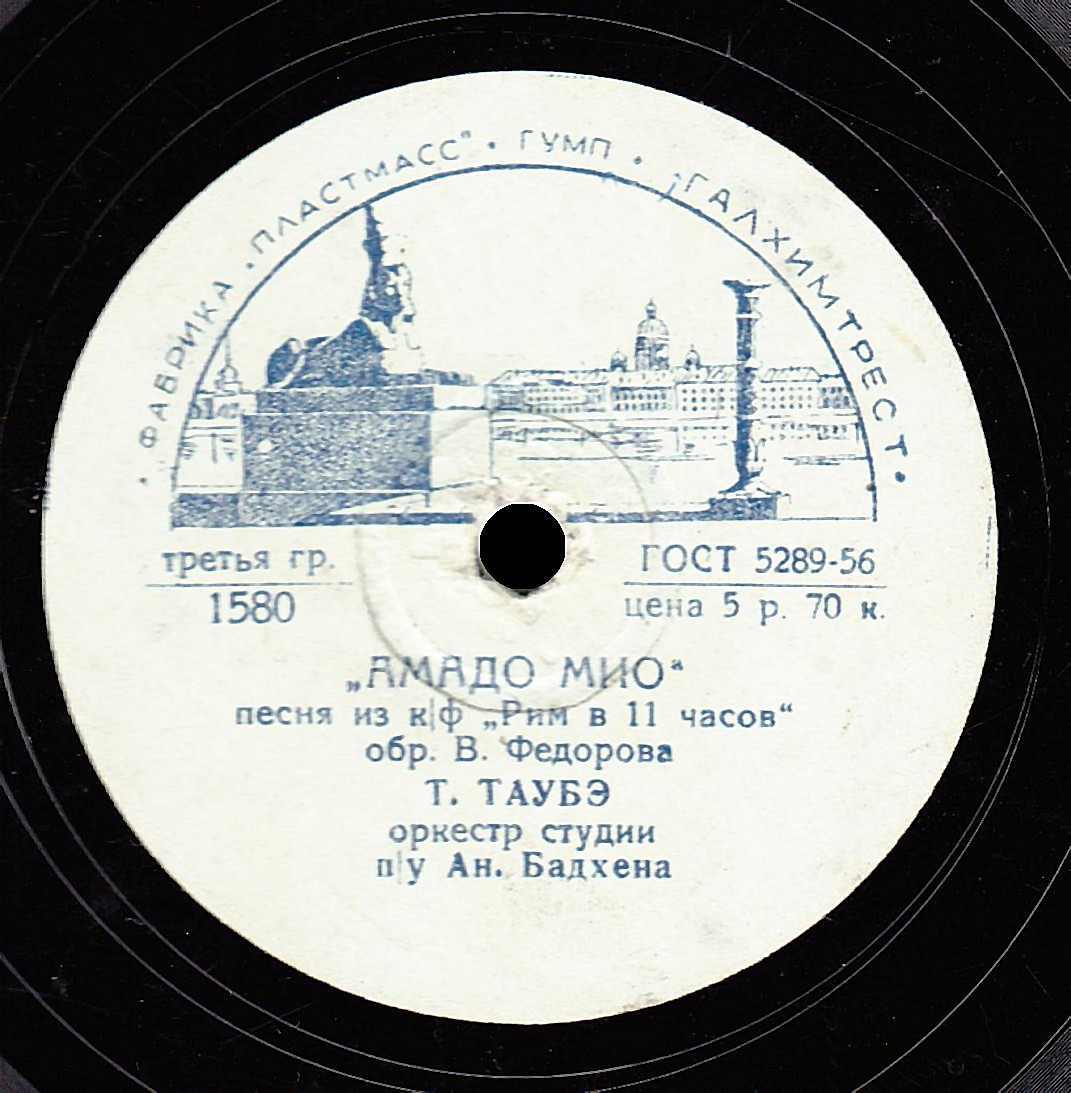 • ФАБРИКА „ПЛАСТМАСС“ • ГУМП • „ГАЛХИМТРЕСТ •
третья гр.
1580
ГОСТ 5289-56
цена 5 р. 70 к.
„АМАДО МИО“
песня из к/ф „Рим в 11 часов“
обр. В. Федорова
Т. ТАУБЭ
оркестр студии
п/у Ан. Бадхена